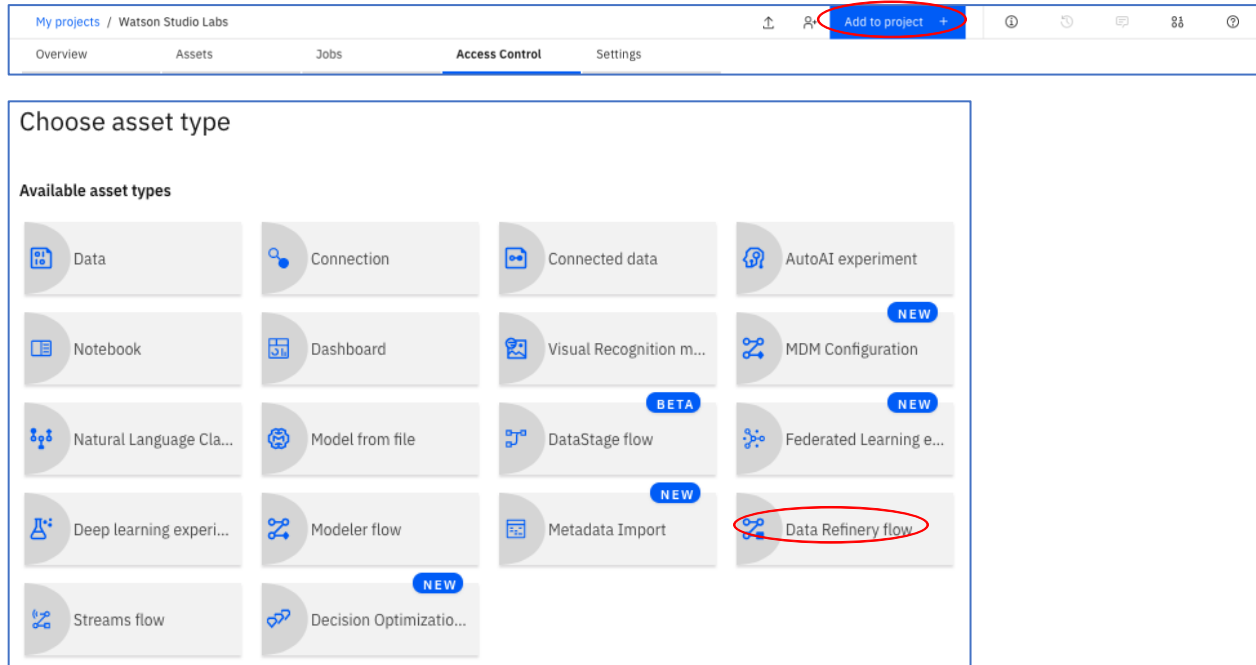 My projects / Watson Studio Labs
Add to project +
Overview Assets Jobs Access Control Settings
Choose asset type
Available asset types
Data Connection Connected data AutoAI experiment
NEW
Notebook Dashboard Visual Recognition m... MDM Configuration
BETA NEW
Natural Language Cla... Model from file DataStage flow Federated Learning e...
NEW
Deep learning experi... Modeler flow Metadata Import Data Refinery flow
NEW
Streams flow Decision Optimizatio...